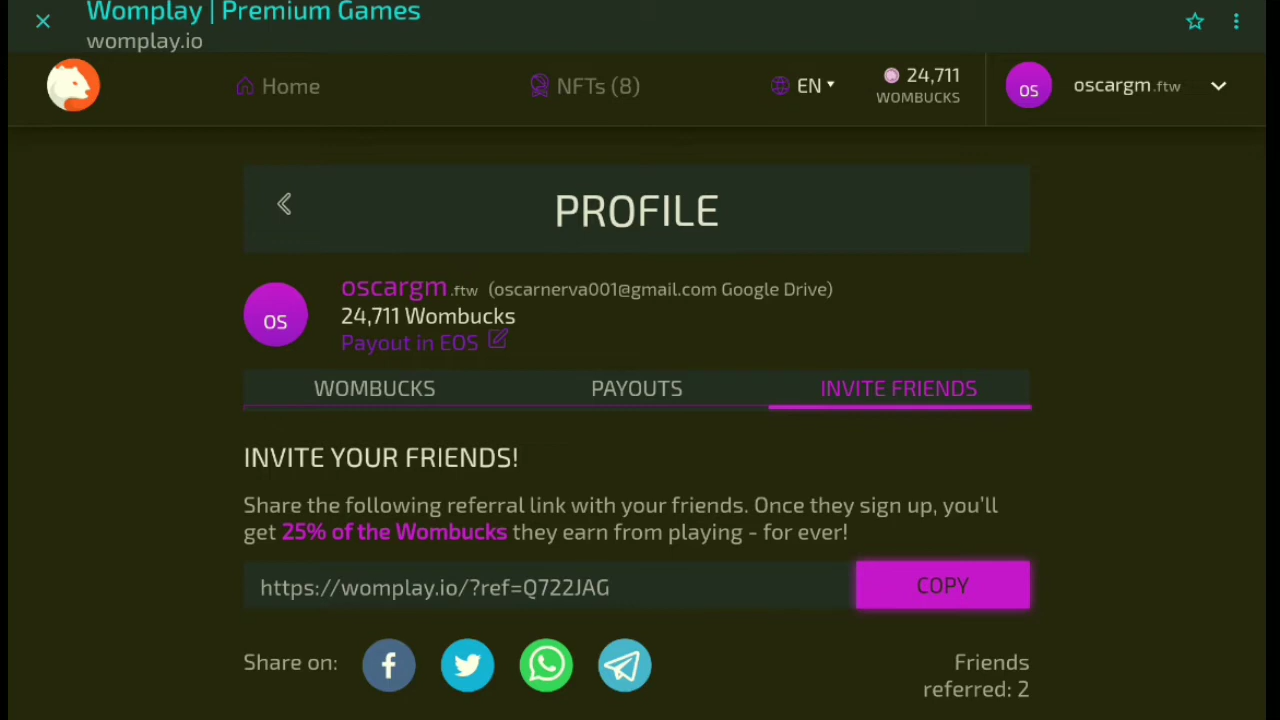 Womplay | Premium Games
womplay.io
Home
NFTs (8)
EN
24,711
WOMBUCKS
OS
oscargm.ftw
PROFILE
oscargm.ftw (oscarnerva001@gmail.com Google Drive)
OS
24,711 Wombucks
Payout in EOS
WOMBUCKS PAYOUTS INVITE FRIENDS
INVITE YOUR FRIENDS!
Share the following referral link with your friends. Once they sign up, you'll
get 25% of the Wombucks they earn from playing - for ever!
https://womplay.io/?ref=Q722JAG
COPY
Share on:
Friends
referred: 2